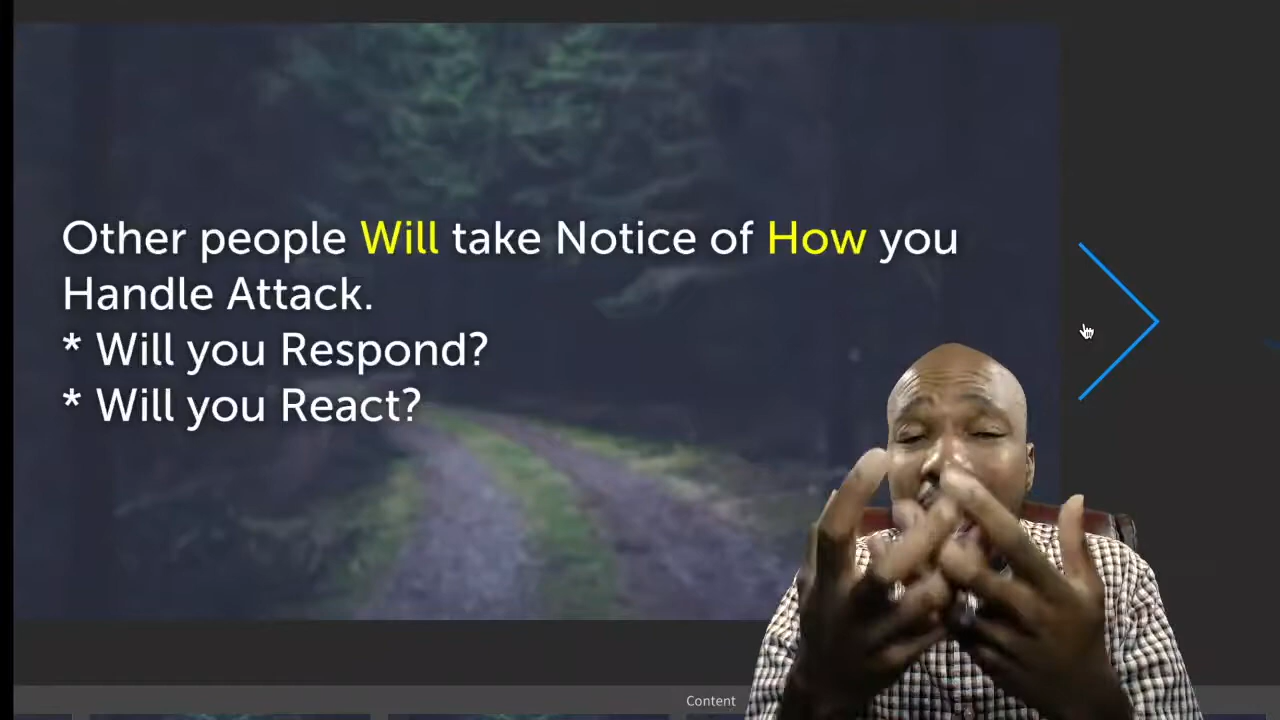 Other people Will take Notice of How you
Handle Attack.
* Will you Respond?
* Will you React?
Content